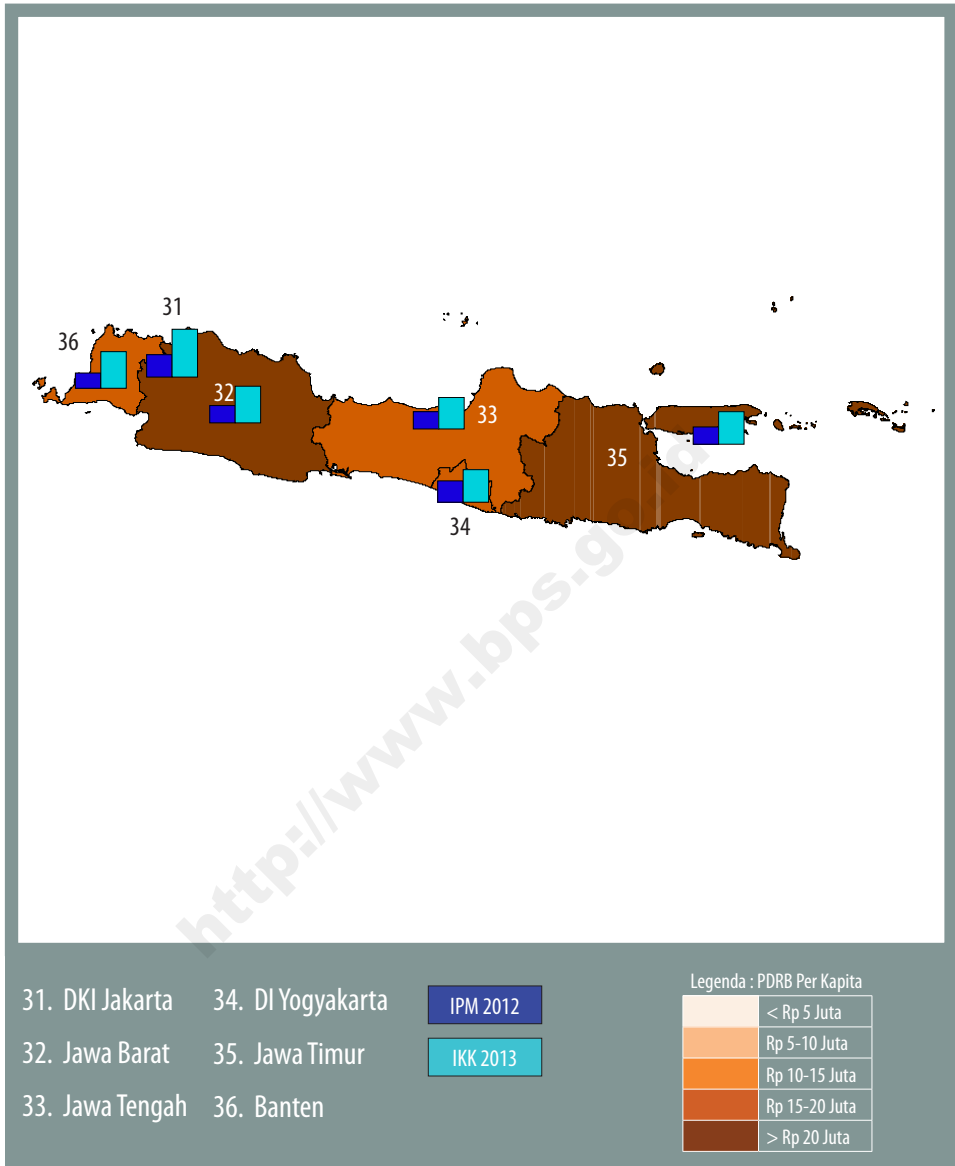 31
36
32
33
35
34
http://www.bps.go.id
31. DKI Jakarta
32. Jawa Barat
33. Jawa Tengah
34. DI Yogyakarta
35. Jawa Timur
36. Banten
IPM 2012
IKK 2013
Legenda : PDRB Per Kapita
< Rp 5 Juta
Rp 5-10 Juta
Rp 10-15 Juta
Rp 15-20 Juta
> Rp 20 Juta